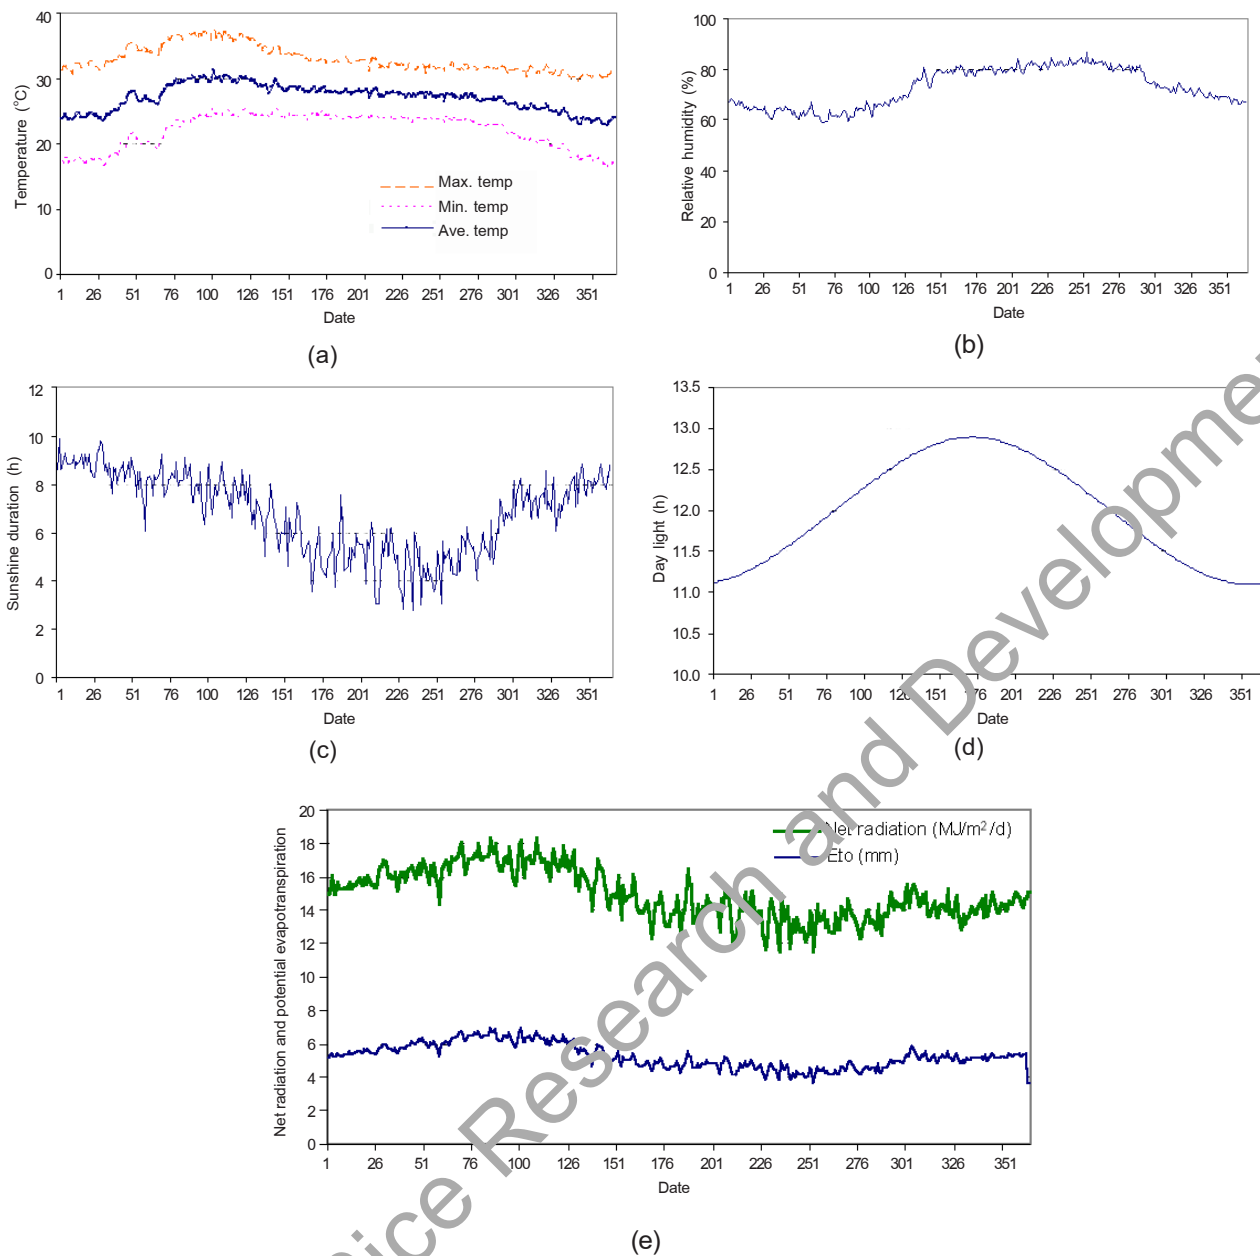 40
30
20
10
0
Temperature (°C)
Max. temp
Min. temp
Ave. temp
1 26 51 76 100 126 151 176 201 226 251 276 301 326 351
Date
(a)
100
80
60
40
20
0
Relative humidity (%)
1 26 51 76 100 126 151 176 201 226 251 276 301 326 351
Date
(b)
12
10
8
6
4
2
0
Sunshine duration (h)
1 26 51 76 100 126 151 176 201 226 251 276 301 326 351
Date
(c)
13.5
13.0
12.5
12.0
11.5
11.0
10.5
10.0
Day light (h)
1 26 51 76 100 126 151 176 201 226 251 276 301 326 351
Date
(d)
20
18
16
14
12
10
8
6
4
2
0
Net radiation and potential evapotranspiration
Net radiation (MJ/m²/d)
Eto (mm)
1 26 51 76 100 126 151 176 201 226 251 276 301 326 351
Date
(e)
ice Research and Development